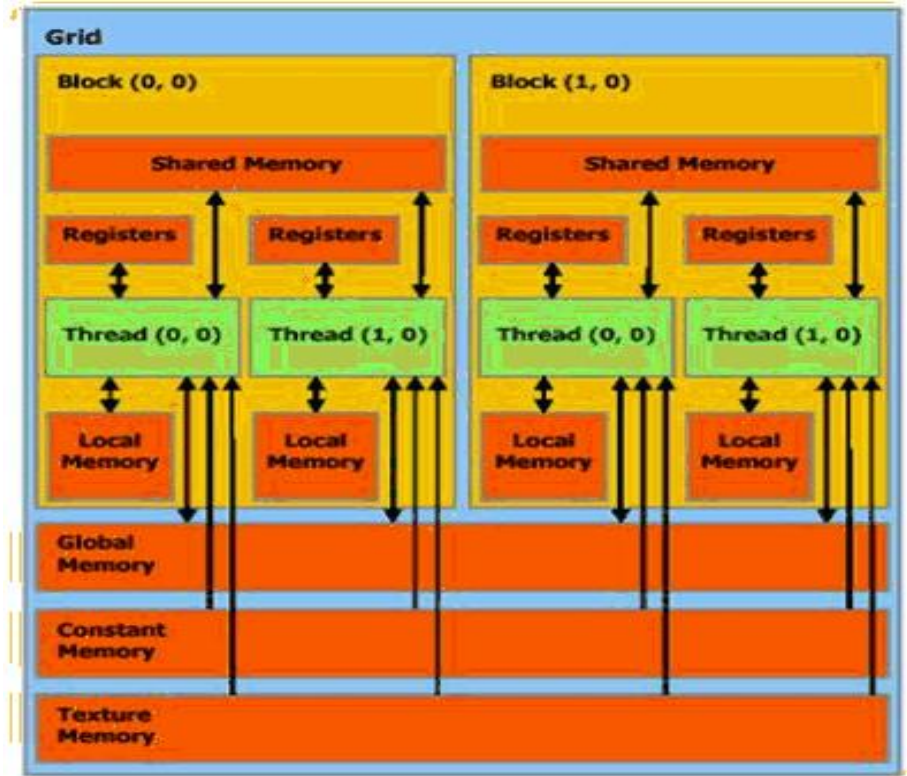 Grid
Block (0, 0)
Shared Memory
Registers
Registers
Thread (0, 0)
Thread (1, 0)
Local
Memory
Local
Memory
Block (1, 0)
Shared Memory
Registers
Registers
Thread (0, 0)
Thread (1, 0)
Local
Memory
Local
Memory
Global
Memory
Constant
Memory
Texture
Memory